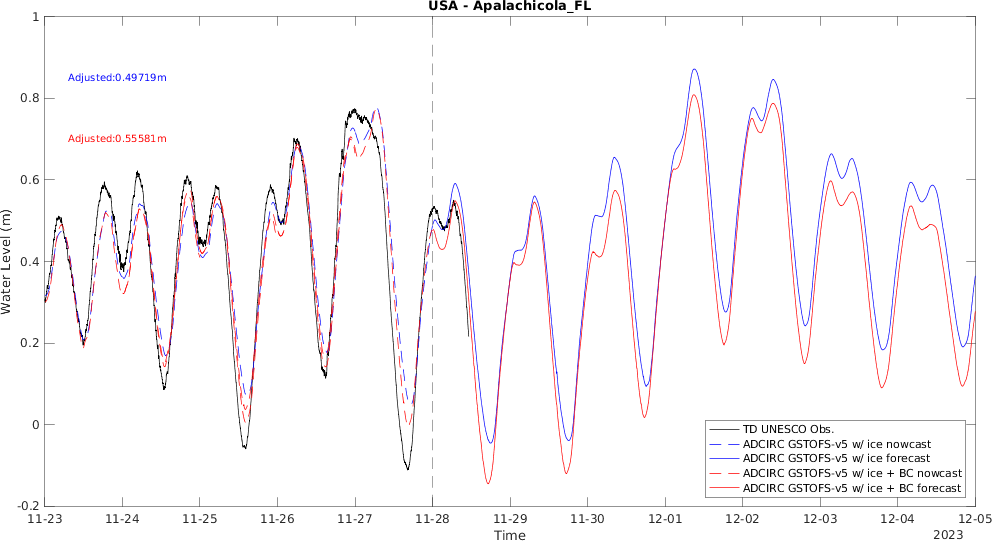 USA - Apalachicola_FL
1
0.8
0.6
0.4
0.2
0
-0.2
Water Level (m)
Adjusted:0.49719m
Adjusted:0.55581m
TD UNESCO Obs.
ADCIRC GSTOFS-v5 w/ ice nowcast
ADCIRC GSTOFS-v5 w/ ice forecast
ADCIRC GSTOFS-v5 w/ ice + BC nowcast
ADCIRC GSTOFS-v5 w/ ice + BC forecast
11-23 11-24 11-25 11-26 11-27 11-28 11-29 11-30 12-01 12-02 12-03 12-04 12-05
Time
2023